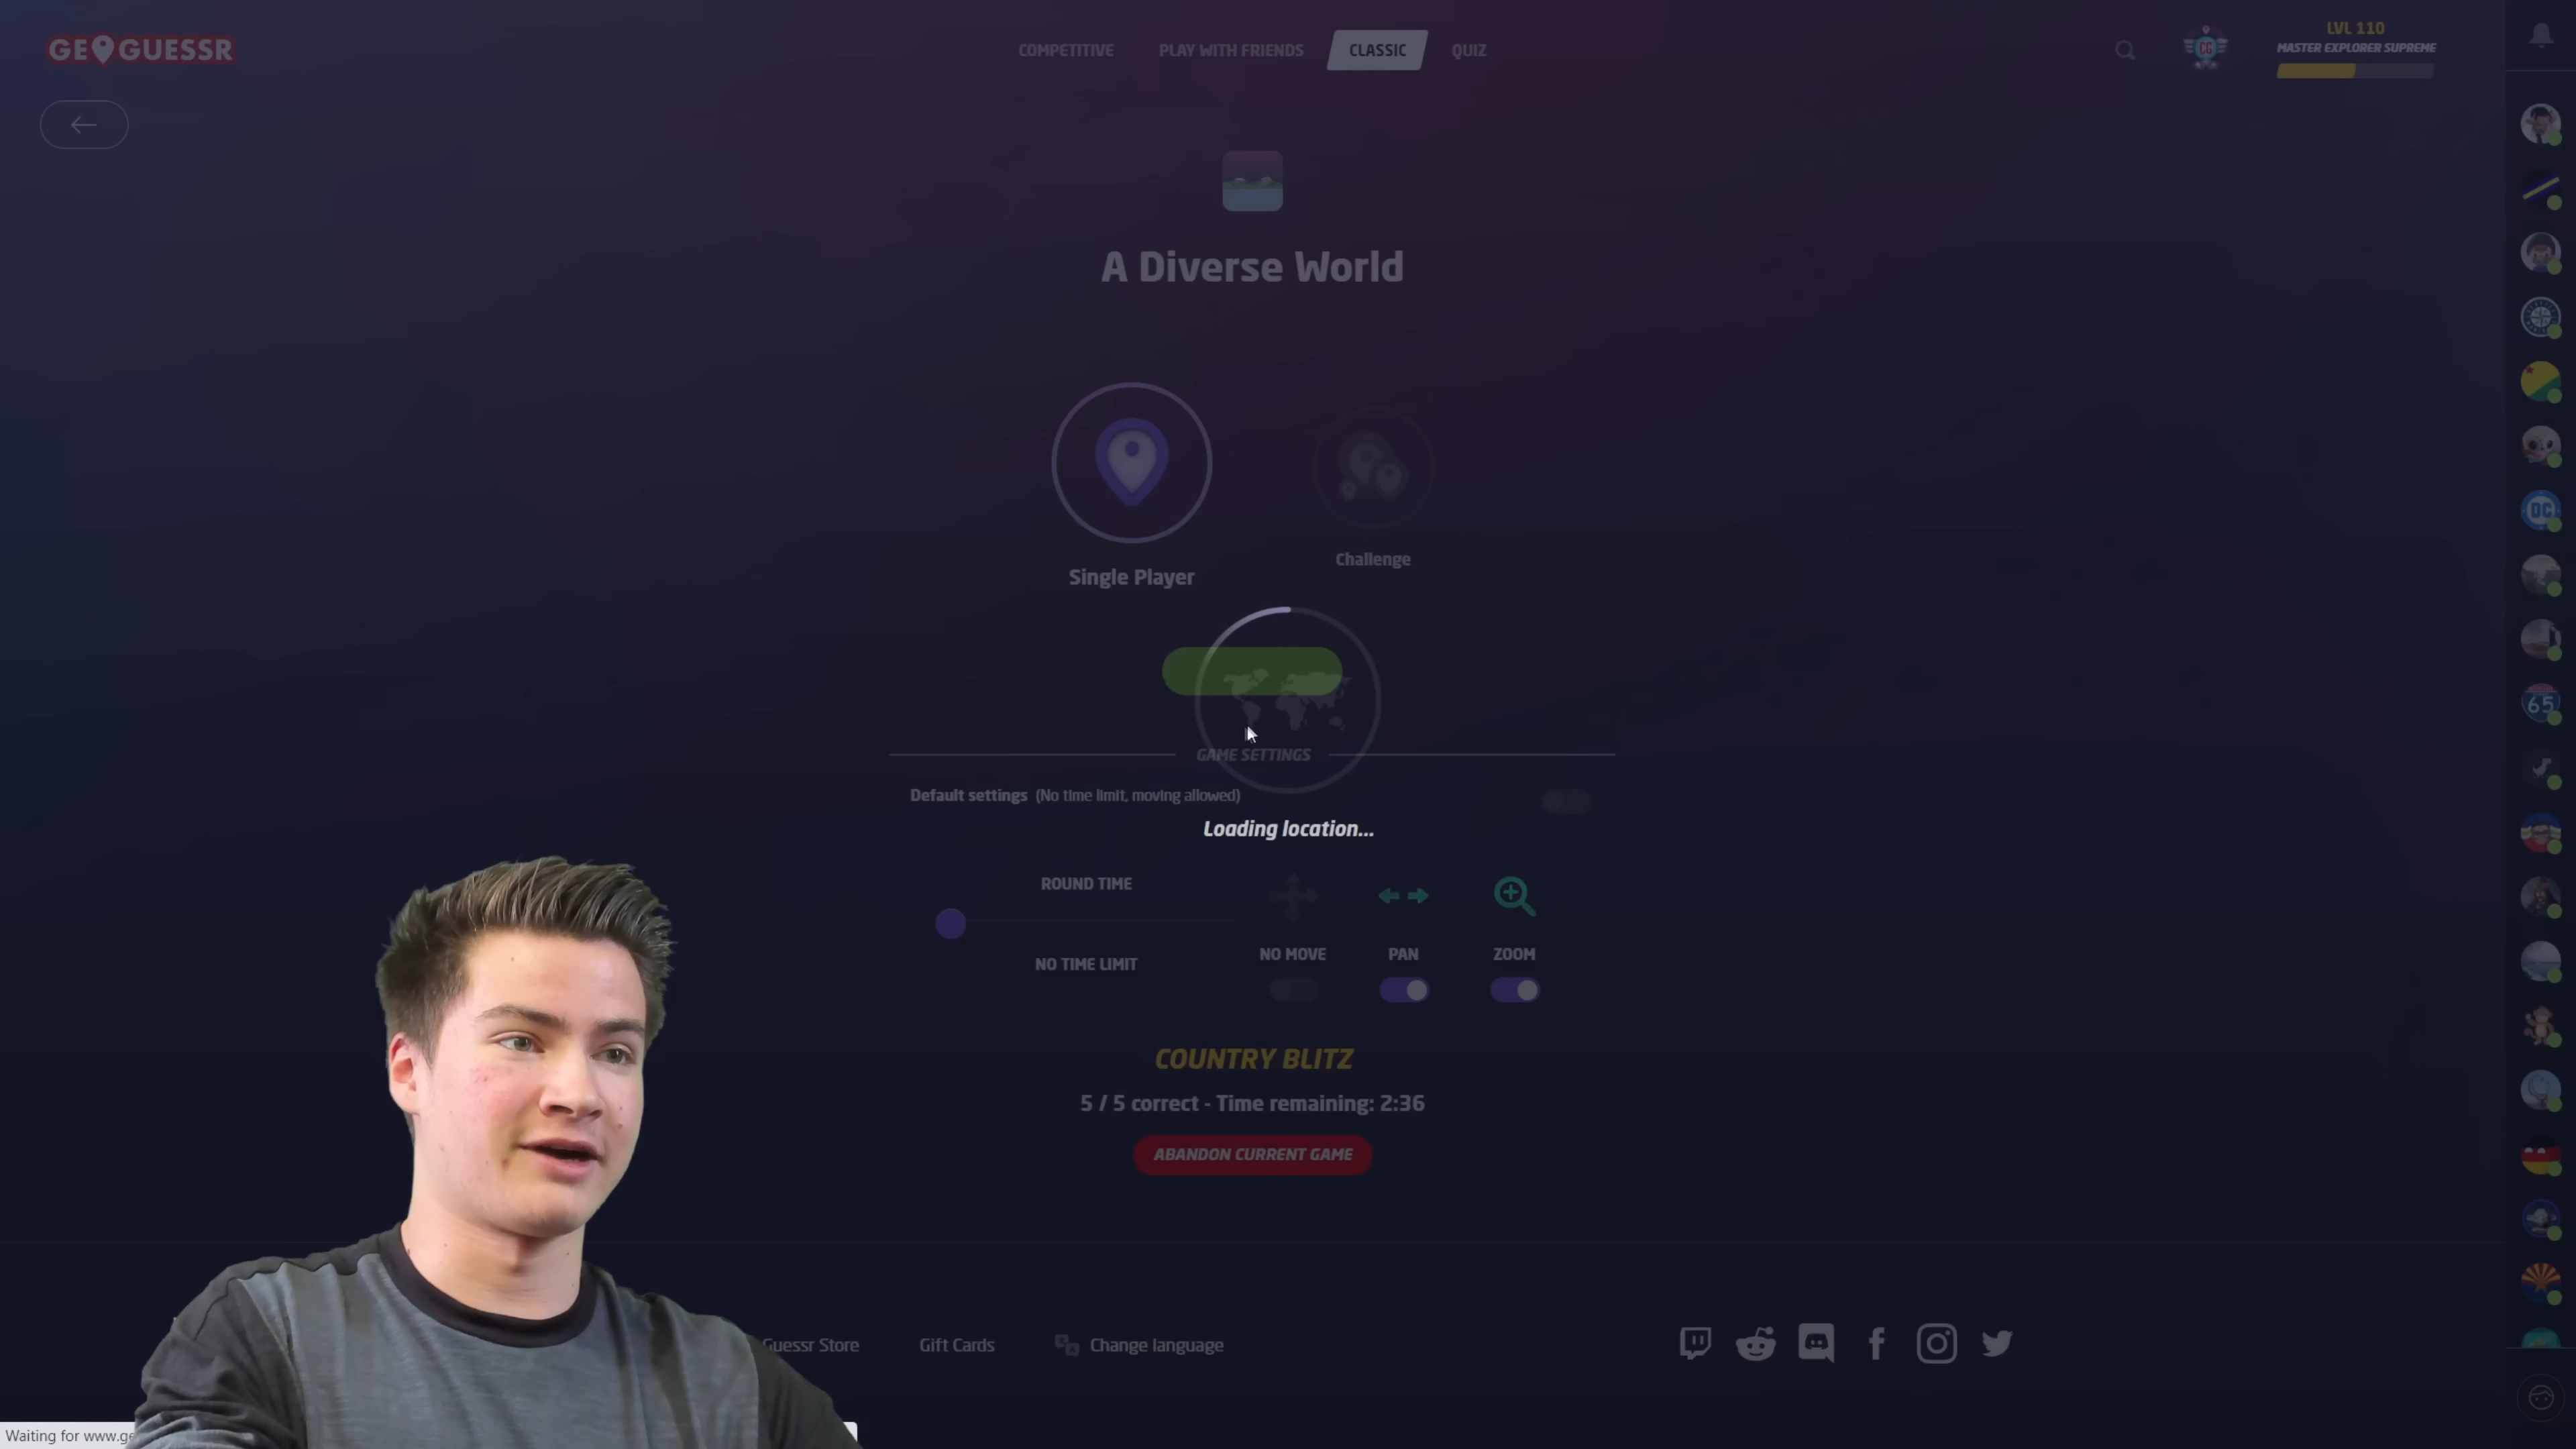 GEOGUESSR
COMPETITIVE PLAY WITH FRIENDS CLASSIC QUIZ
LVL 110
MASTER EXPLORER SUPREME
A Diverse World
OC
Single Player
Challenge
65
GAME SETTINGS
Default settings (No time limit, moving allowed)
Loading location...
ROUND TIME
NO TIME LIMIT
NO MOVE PAN ZOOM
COUNTRY BLITZ
5 / 5 correct - Time remaining: 2:36
ABANDON CURRENT GAME
Guessr Store Gift Cards Change language
Waiting for www.ge